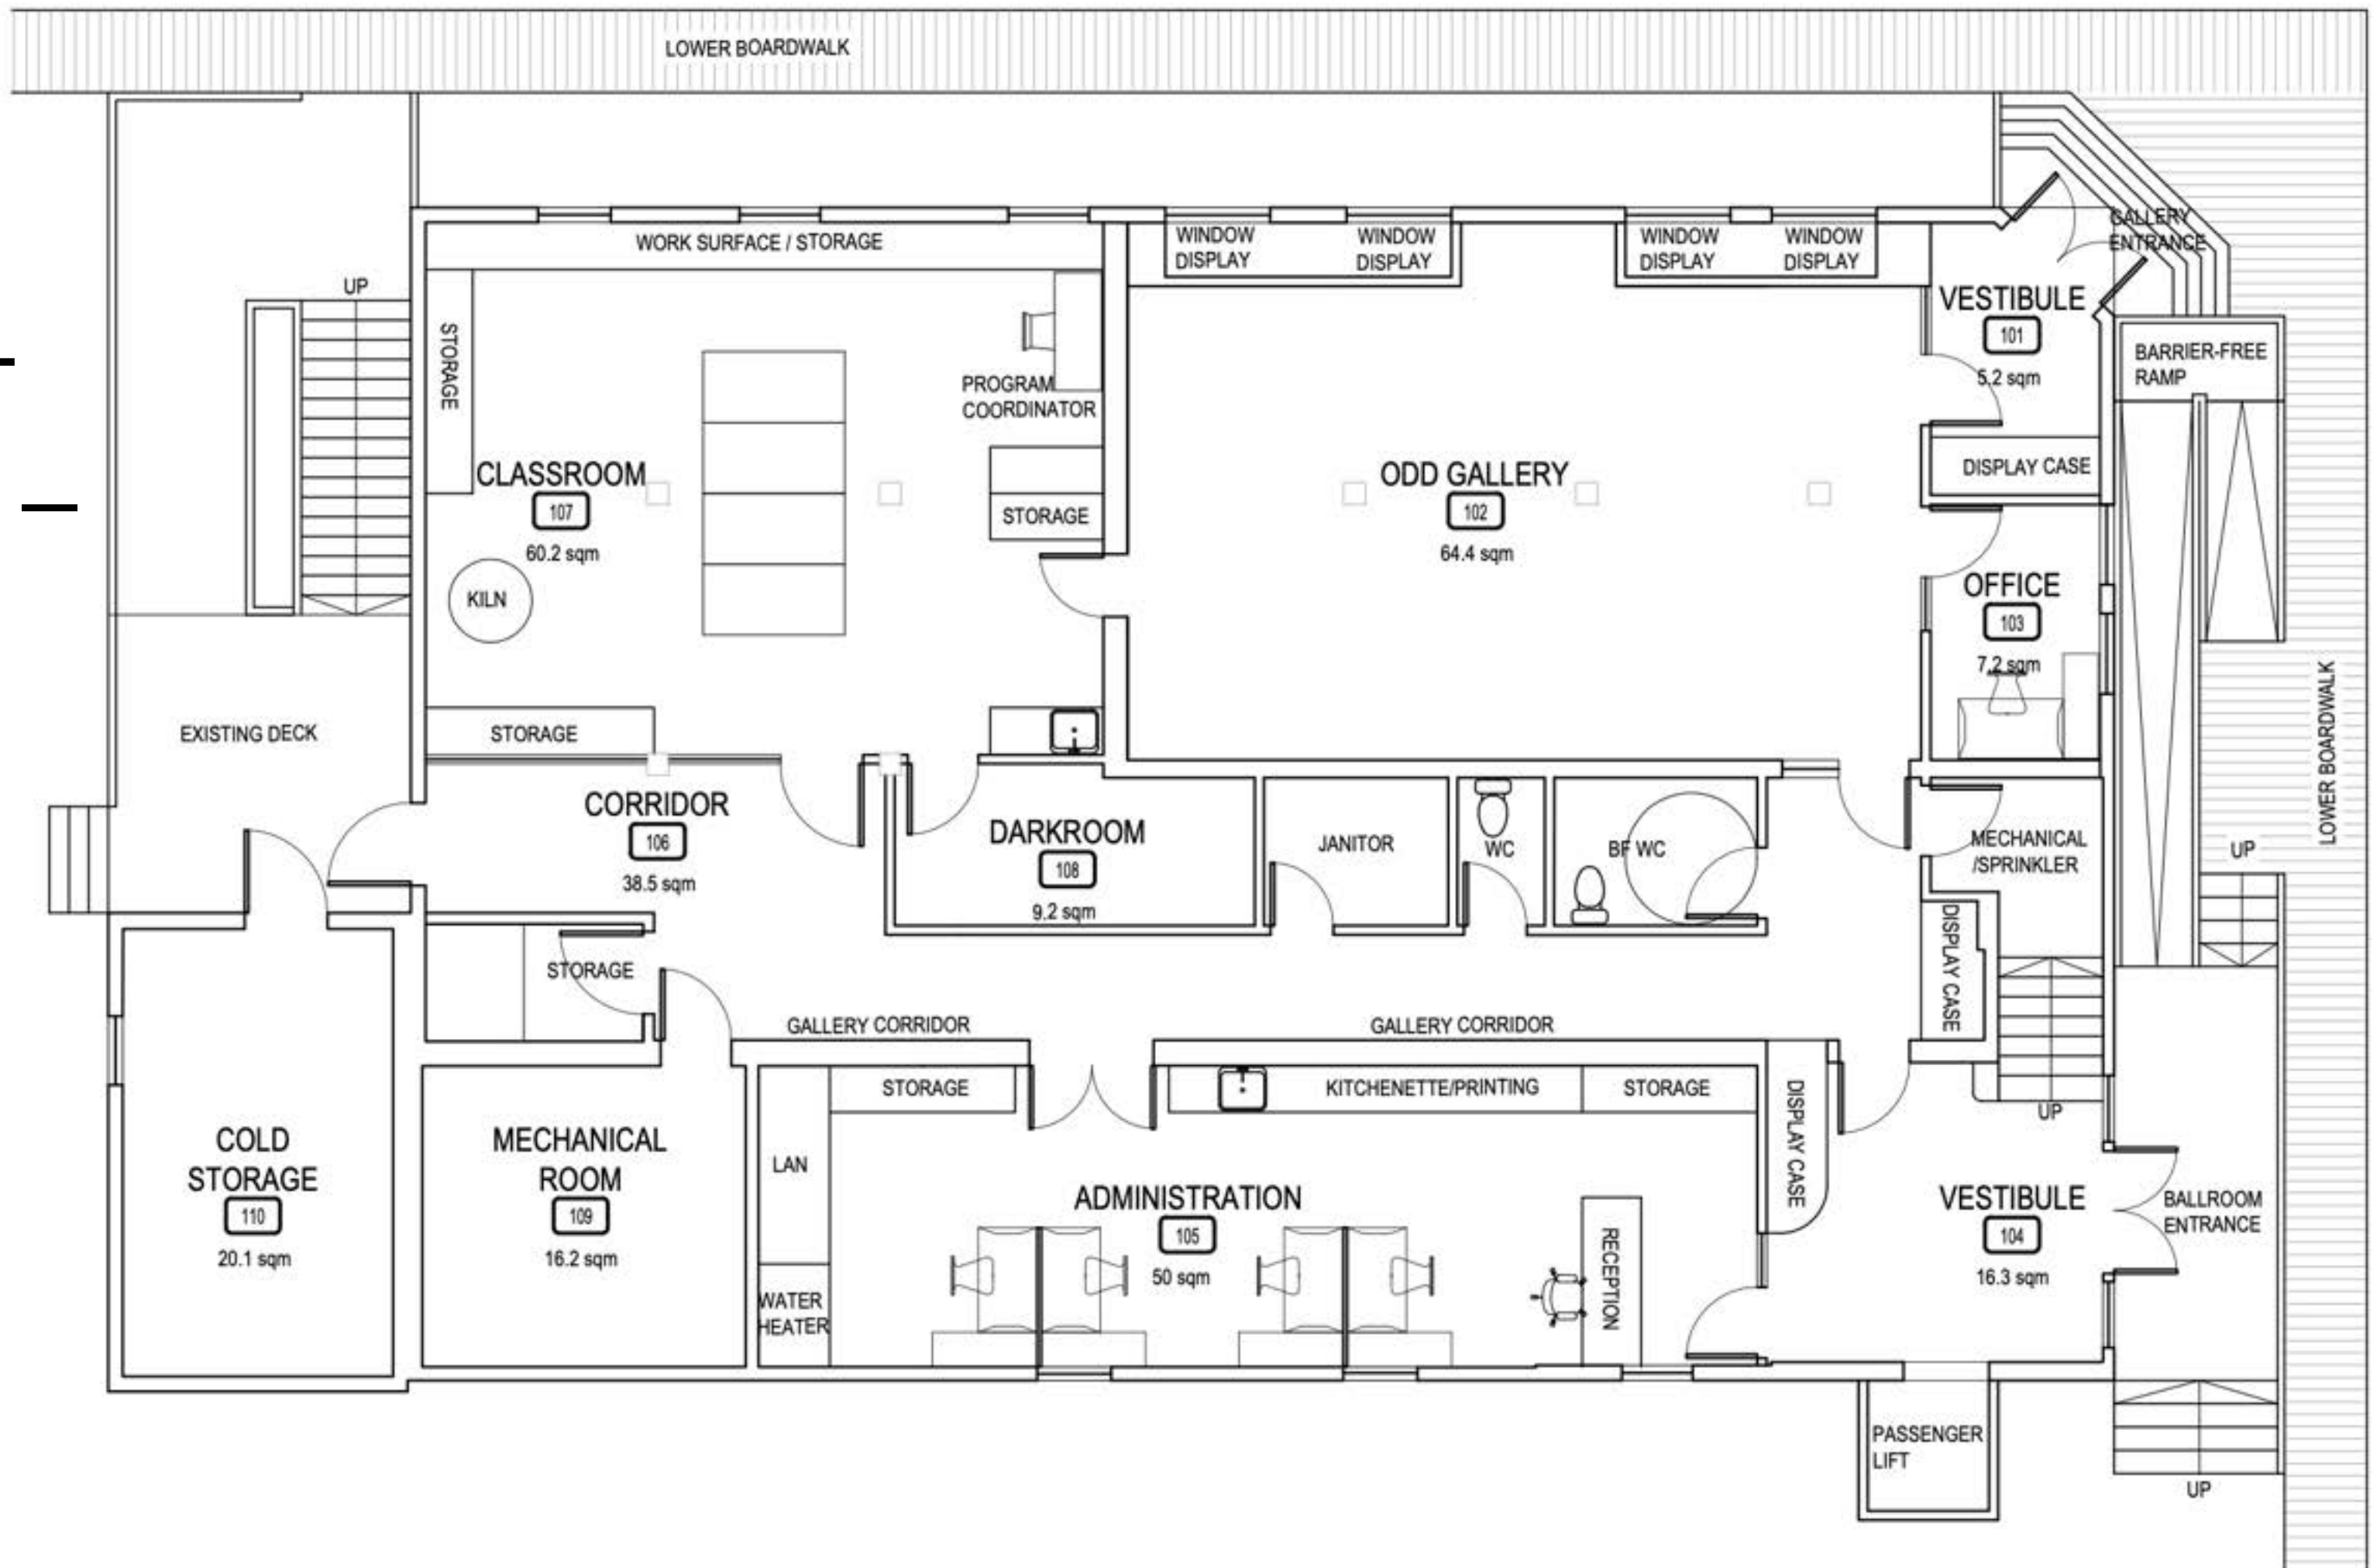 LOWER BOARDWALK
GALLERY
ENTRANCE
WORK SURFACE / STORAGE
WINDOW
DISPLAY
WINDOW
DISPLAY
WINDOW
DISPLAY
WINDOW
DISPLAY
UP
VESTIBULE
101
5.2 sqm
STORAGE
BARRIER-FREE
RAMP
PROGRAM
COORDINATOR
CLASSROOM
107
60.2 sqm
ODD GALLERY
102
64.4 sqm
DISPLAY CASE
STORAGE
KILN
OFFICE
103
7.2 sqm
EXISTING DECK
STORAGE
LOWER BOARDWALK
CORRIDOR
106
38.5 sqm
DARKROOM
108
9.2 sqm
JANITOR
WC
BF WC
MECHANICAL
/SPRINKLER
UP
STORAGE
DISPLAY CASE
GALLERY CORRIDOR
GALLERY CORRIDOR
STORAGE
KITCHENETTE/PRINTING
STORAGE
DISPLAY CASE
UP
COLD
STORAGE
110
20.1 sqm
MECHANICAL
ROOM
109
16.2 sqm
LAN
ADMINISTRATION
105
50 sqm
RECEPTION
VESTIBULE
104
16.3 sqm
BALLROOM
ENTRANCE
WATER
HEATER
PASSENGER
LIFT
UP